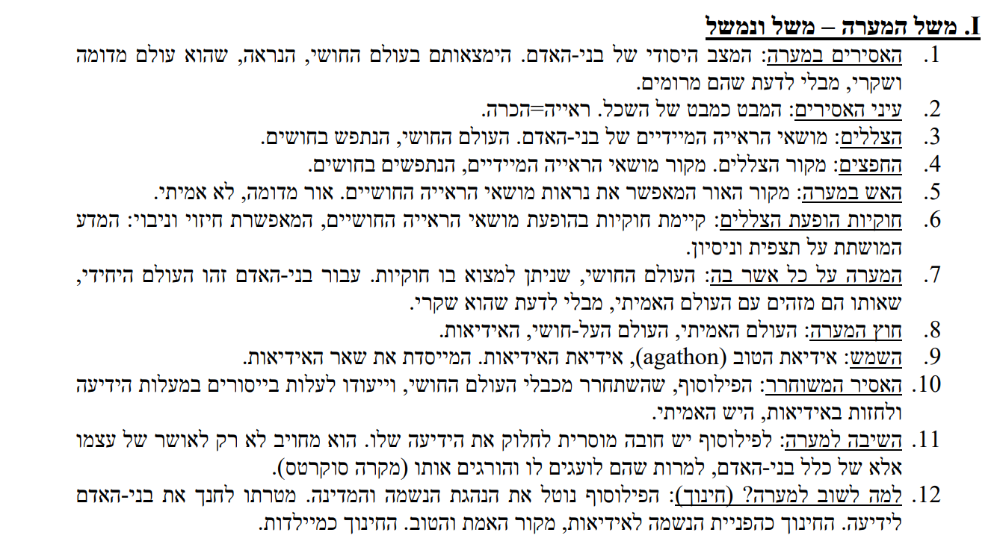 I. משל המערה – משל ונמשל
1. האסירים במערה: המצב היסודי של בני-האדם. הימצאותם בעולם החושי, הנראה, שהוא עולם מדומה
ושקרי, מבלי לדעת שהם מרומים.
2. עיני האסירים: המבט כמבט של השכל. ראייה=הכרה.
3. הצללים: מושאי הראייה המיידיים של בני-האדם. העולם החושי, הנתפש בחושים.
4. החפצים: מקור הצללים. מקור מושאי הראייה המיידיים, הנתפשים בחושים.
5. האש במערה: מקור האור המאפשר את נראות מושאי הראייה החושיים. אור מדומה, לא אמיתי.
6. חוקיות הופעת הצללים: קיימת חוקיות בהופעת מושאי הראייה החושיים, המאפשרת חיזוי וניבוי: המדע
המושתת על תצפית וניסיון.
7. המערה על כל אשר בה: העולם החושי, שניתן למצוא בו חוקיות. עבור בני-האדם זהו העולם היחידי,
שאותו הם מזהים עם העולם האמיתי, מבלי לדעת שהוא שקרי.
8. חוץ המערה: העולם האמיתי, העולם העל-חושי, האידיאות.
9. השמש: אידיאת הטוב (agathon), אידיאת האידיאות. המייסדת את שאר האידיאות.
10. האסיר המשוחרר: הפילוסוף, שהשתחרר מכבלי העולם החושי, וייעודו לעלות בייסורים במעלות הידיעה
ולחזות באידיאות, היש האמיתי.
11. השיבה למערה: לפילוסוף יש חובה מוסרית לחלוק את הידיעה שלו. הוא מחויב לא רק לאושר של עצמו
אלא של כלל בני-האדם, למרות שהם לועגים לו והורגים אותו (מקרה סוקרטס).
12. למה לשוב למערה? (חינוך): הפילוסוף נוטל את הנהגת הנשמה והמדינה. מטרתו לחנך את בני-האדם
לידיעה. החינוך כהפניית הנשמה לאידיאות, מקור האמת והטוב. החינוך כמיילדות.